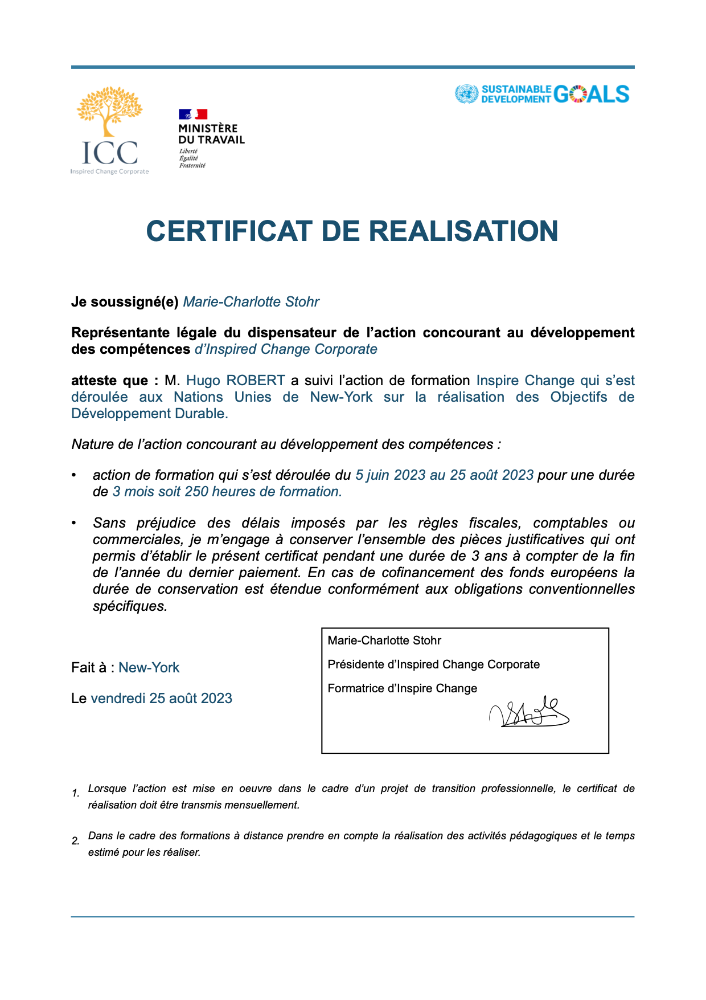 SUSTAINABLE
DEVELOPMENT
GOALS
ICC
Inspired Change Corporate
MINISTÈRE
DU TRAVAIL
Liberté
Égalité
Fraternité
CERTIFICAT DE REALISATION
Je soussigné(e) Marie-Charlotte Stohr
Représentante légale du dispensateur de l’action concourant au développement
des compétences d’Inspired Change Corporate
atteste que : M. Hugo ROBERT a suivi l’action de formation Inspire Change qui s’est
déroulée aux Nations Unies de New-York sur la réalisation des Objectifs de
Développement Durable.
Nature de l’action concourant au développement des compétences :
• action de formation qui s’est déroulée du 5 juin 2023 au 25 août 2023 pour une durée
de 3 mois soit 250 heures de formation.
• Sans préjudice des délais imposés par les règles fiscales, comptables ou
commerciales, je m’engage à conserver l’ensemble des pièces justificatives qui ont
permis d’établir le présent certificat pendant une durée de 3 ans à compter de la fin
de l’année du dernier paiement. En cas de cofinancement des fonds européens la
durée de conservation est étendue conformément aux obligations conventionnelles
spécifiques.
Fait à : New-York
Le vendredi 25 août 2023
Marie-Charlotte Stohr
Présidente d’Inspired Change Corporate
Formatrice d’Inspire Change
1. Lorsque l’action est mise en oeuvre dans le cadre d’un projet de transition professionnelle, le certificat de
réalisation doit être transmis mensuellement.
2. Dans le cadre des formations à distance prendre en compte la réalisation des activités pédagogiques et le temps
estimé pour les réaliser.